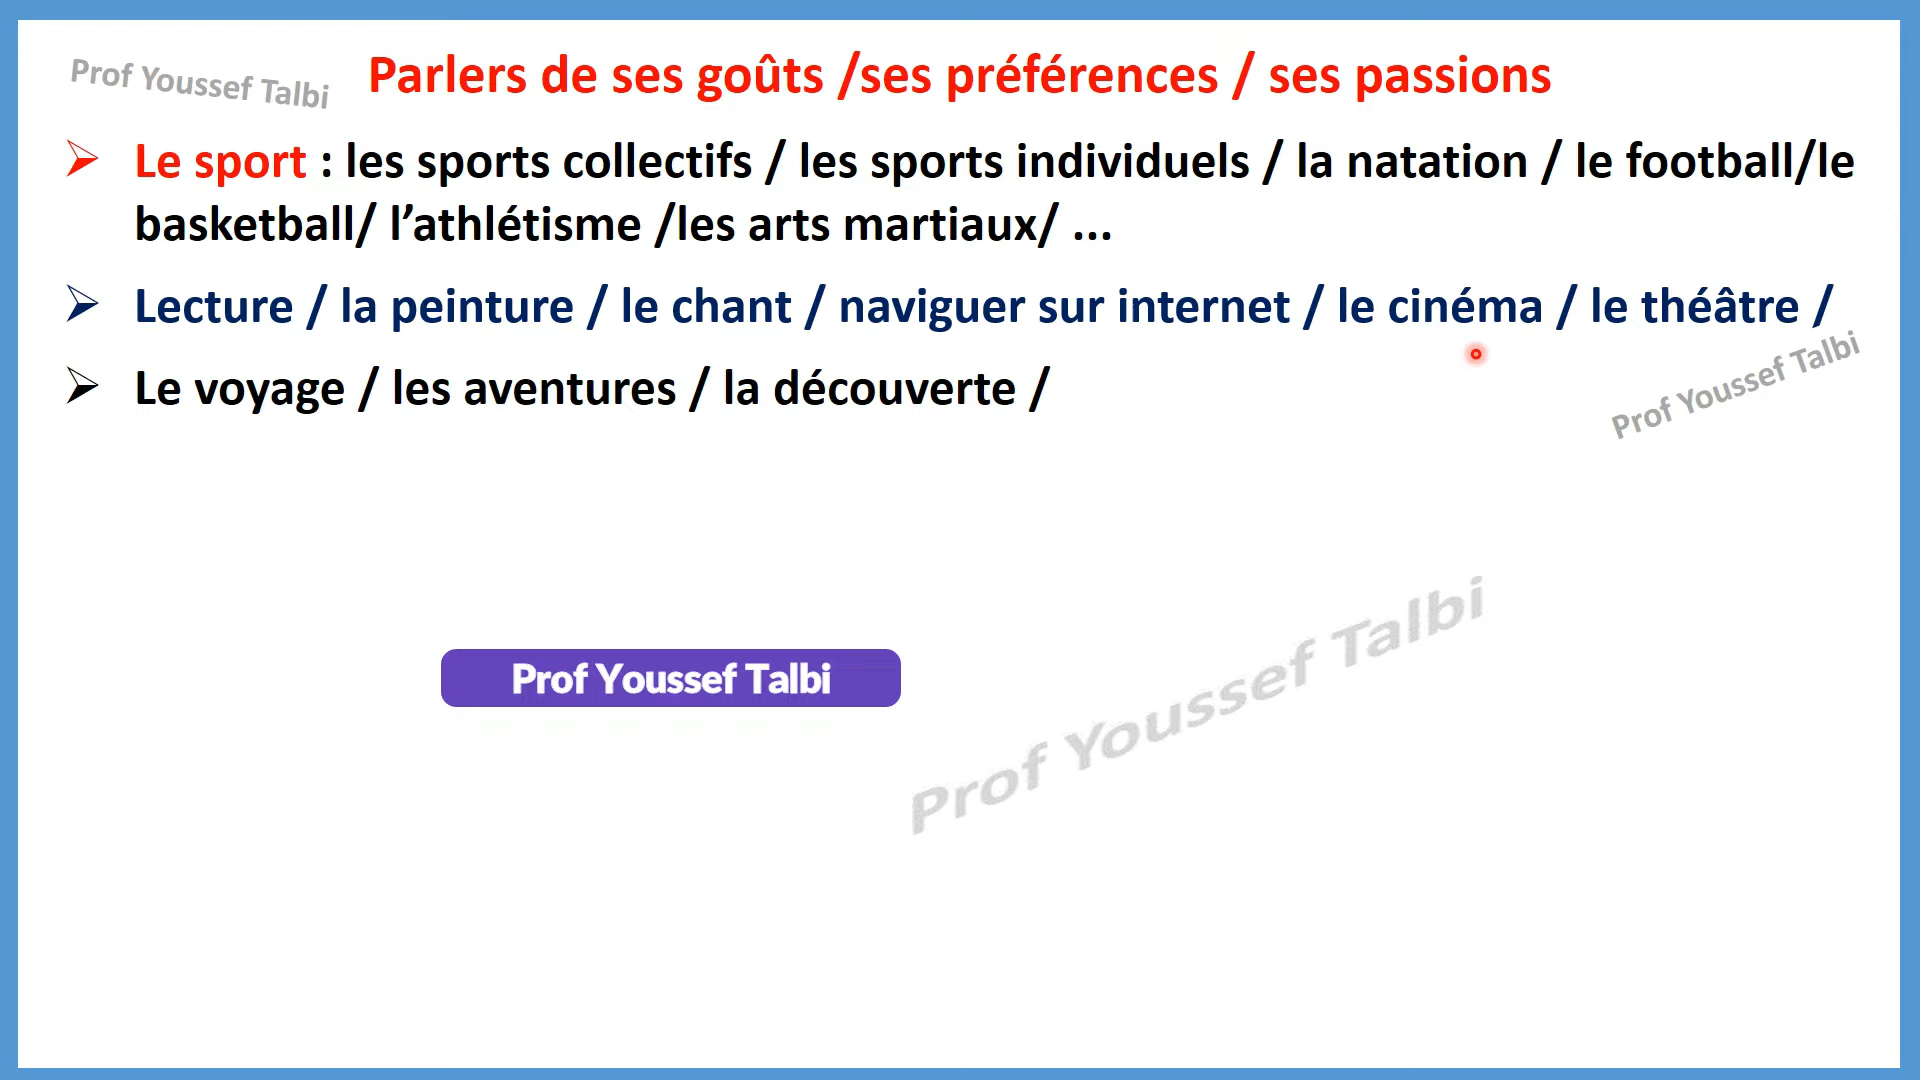 Prof Youssef Talbi
Parlers de ses goûts /ses préférences / ses passions
Le sport : les sports collectifs / les sports individuels / la natation / le football/le
basketball/ l’athlétisme /les arts martiaux/ ...
Lecture / la peinture / le chant / naviguer sur internet / le cinéma / le théâtre /
Prof Youssef Talbi
Le voyage / les aventures / la découverte /
Prof Youssef Talbi
Prof Youssef Talbi